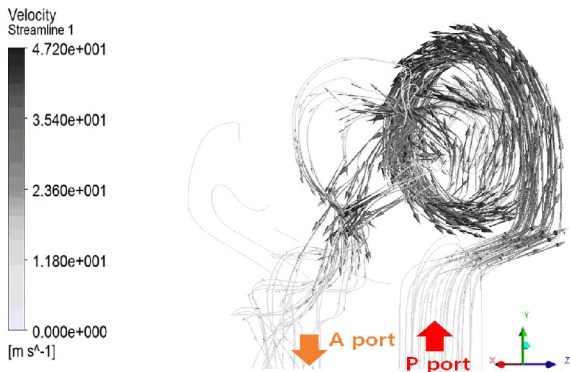 Velocity
Streamline 1
4.720e+001
3.540e+001
2.360e+001
1.180e+001
0.000e+000
[m s^-1]
A port
P port
Y
X
Z